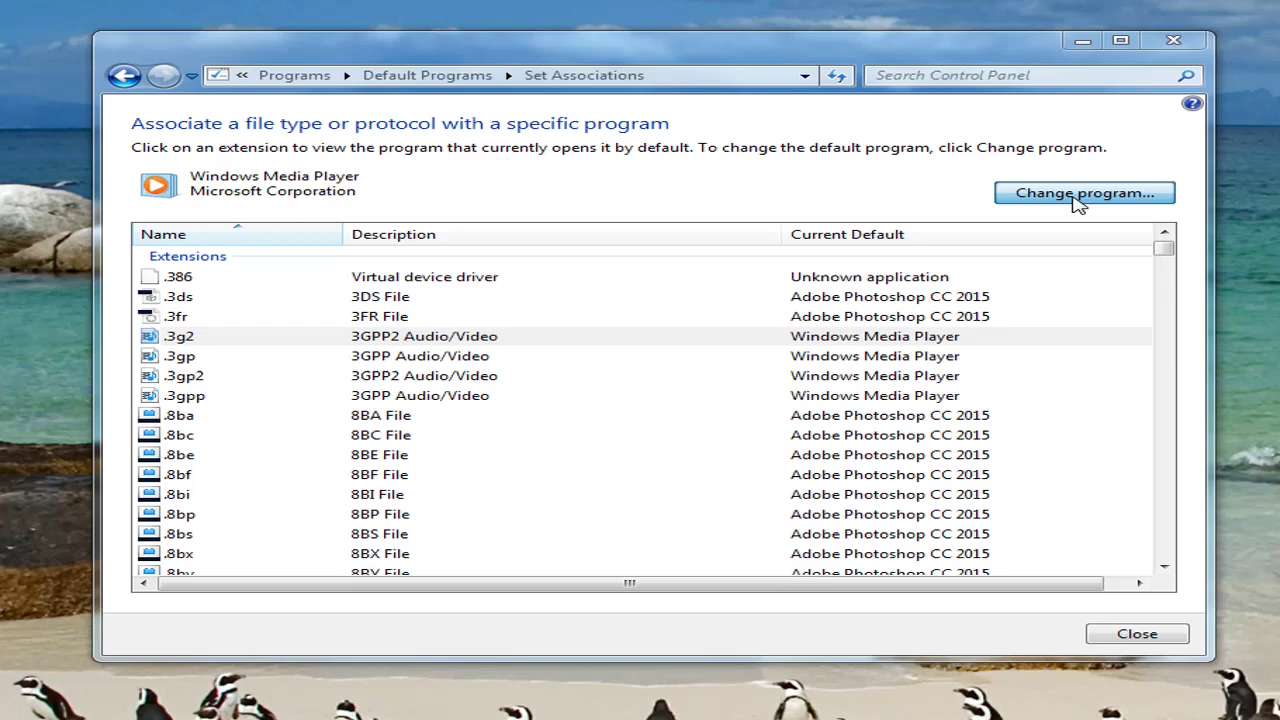 « Programs ▸ Default Programs ▸ Set Associations
Search Control Panel
Associate a file type or protocol with a specific program
Click on an extension to view the program that currently opens it by default. To change the default program, click Change program.
Windows Media Player
Microsoft Corporation
Change program...
Name Description Current Default
Extensions
.386 Virtual device driver Unknown application
.3ds 3DS File Adobe Photoshop CC 2015
.3fr 3FR File Adobe Photoshop CC 2015
.3g2 3GPP2 Audio/Video Windows Media Player
.3gp 3GPP Audio/Video Windows Media Player
.3gp2 3GPP2 Audio/Video Windows Media Player
.3gpp 3GPP Audio/Video Windows Media Player
.8ba 8BA File Adobe Photoshop CC 2015
.8bc 8BC File Adobe Photoshop CC 2015
.8be 8BE File Adobe Photoshop CC 2015
.8bf 8BF File Adobe Photoshop CC 2015
.8bi 8BI File Adobe Photoshop CC 2015
.8bp 8BP File Adobe Photoshop CC 2015
.8bs 8BS File Adobe Photoshop CC 2015
.8bx 8BX File Adobe Photoshop CC 2015
.8by 8BY File Adobe Photoshop CC 2015
Close